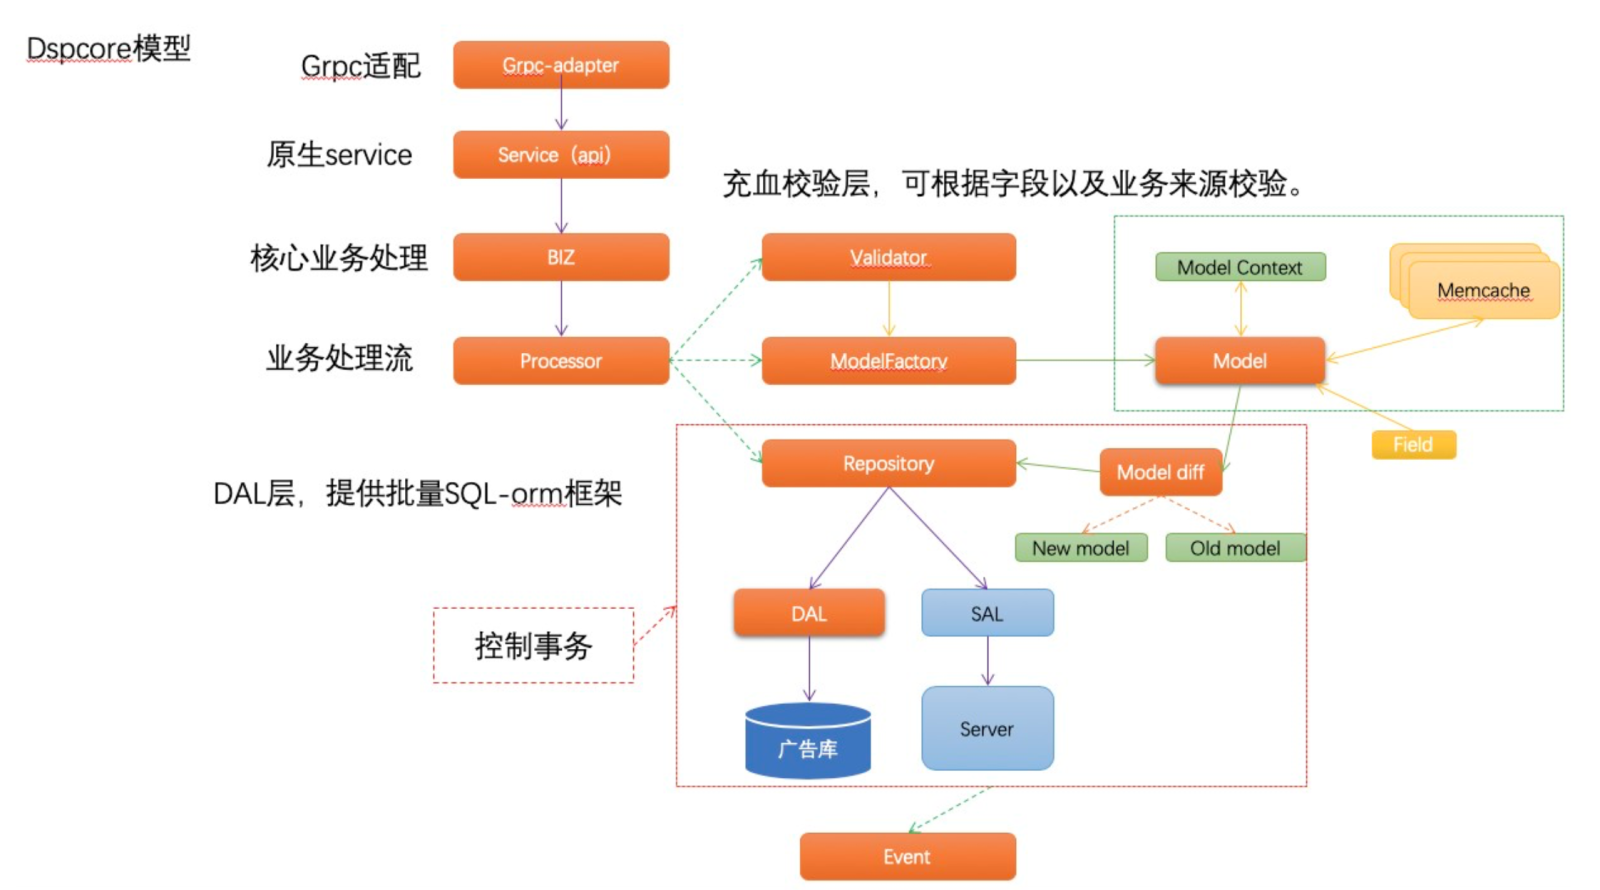 Dspcore模型
Grpc适配
Grpc-adapter
原生service
Service（api）
充血校验层，可根据字段以及业务来源校验。
核心业务处理
BIZ
Validator
Model Context
Memcache
业务处理流
Processor
ModelFactory
Model
Field
Repository
Model diff
DAL层，提供批量SQL-orm框架
New model
Old model
DAL
SAL
控制事务
广告库
Server
Event